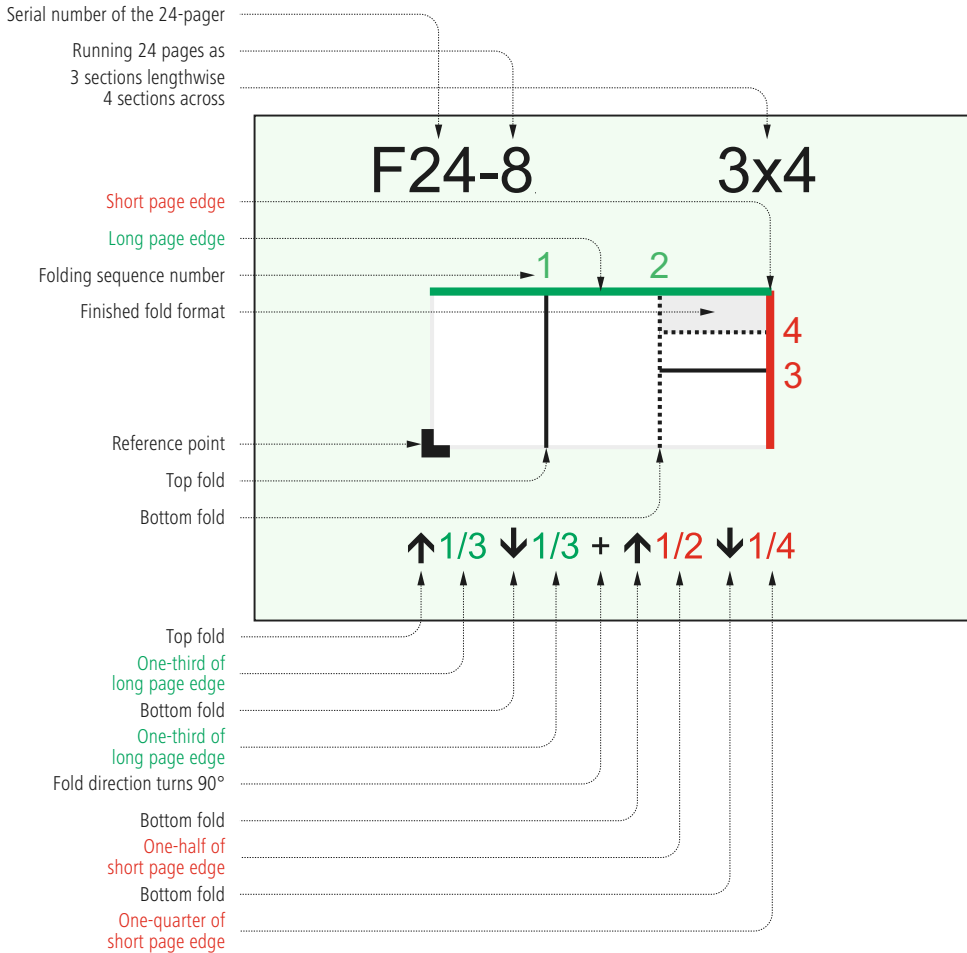 Serial number of the 24-pager
Running 24 pages as
3 sections lengthwise
4 sections across
F24-8
3x4
Short page edge
Long page edge
1
2
Folding sequence number
Finished fold format
4
3
Reference point
Top fold
Bottom fold
↑ 1/3 ↓ 1/3 + ↑ 1/2 ↓ 1/4
Top fold
One-third of
long page edge
Bottom fold
One-third of
long page edge
Fold direction turns 90°
Bottom fold
One-half of
short page edge
Bottom fold
One-quarter of
short page edge